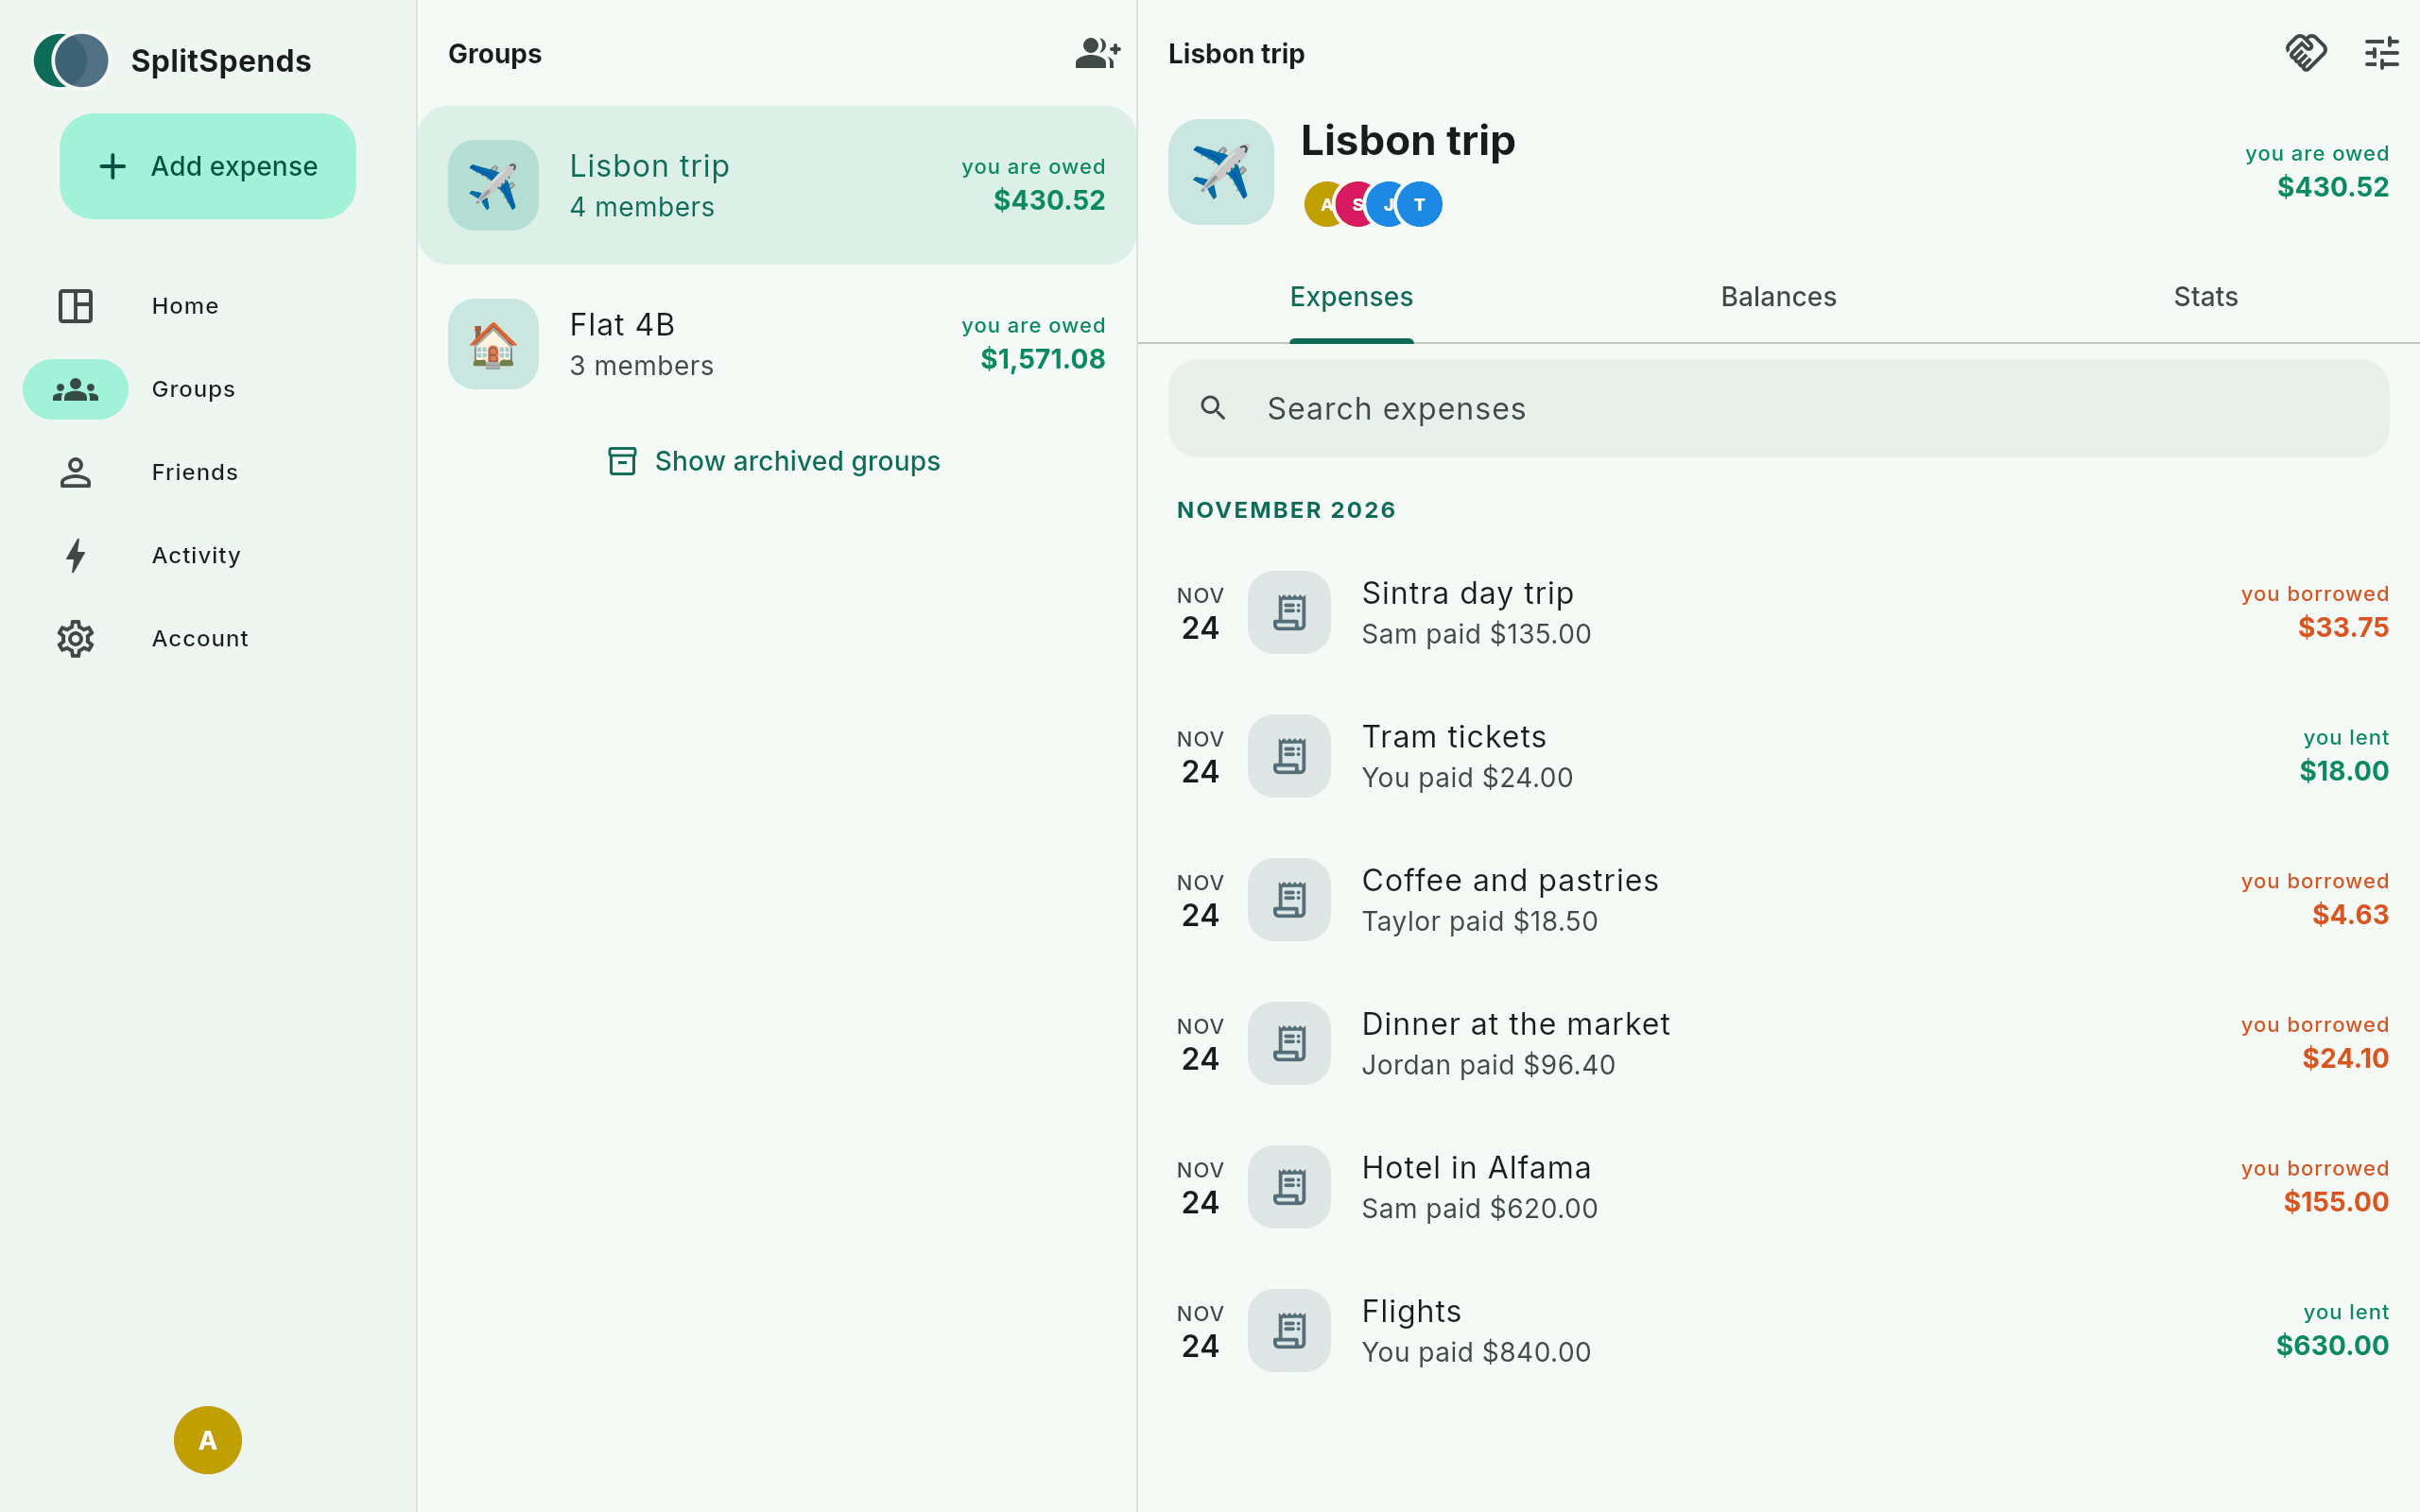 SplitSpends
Add expense
Home
Groups
Friends
Activity
Account
A
Groups
Lisbon trip
4 members
you are owed
$430.52
Flat 4B
3 members
you are owed
$1,571.08
Show archived groups
Lisbon trip
Lisbon trip
A S J T
you are owed
$430.52
Expenses Balances Stats
Search expenses
NOVEMBER 2026
NOV
24
Sintra day trip
Sam paid $135.00
you borrowed
$33.75
NOV
24
Tram tickets
You paid $24.00
you lent
$18.00
NOV
24
Coffee and pastries
Taylor paid $18.50
you borrowed
$4.63
NOV
24
Dinner at the market
Jordan paid $96.40
you borrowed
$24.10
NOV
24
Hotel in Alfama
Sam paid $620.00
you borrowed
$155.00
NOV
24
Flights
You paid $840.00
you lent
$630.00